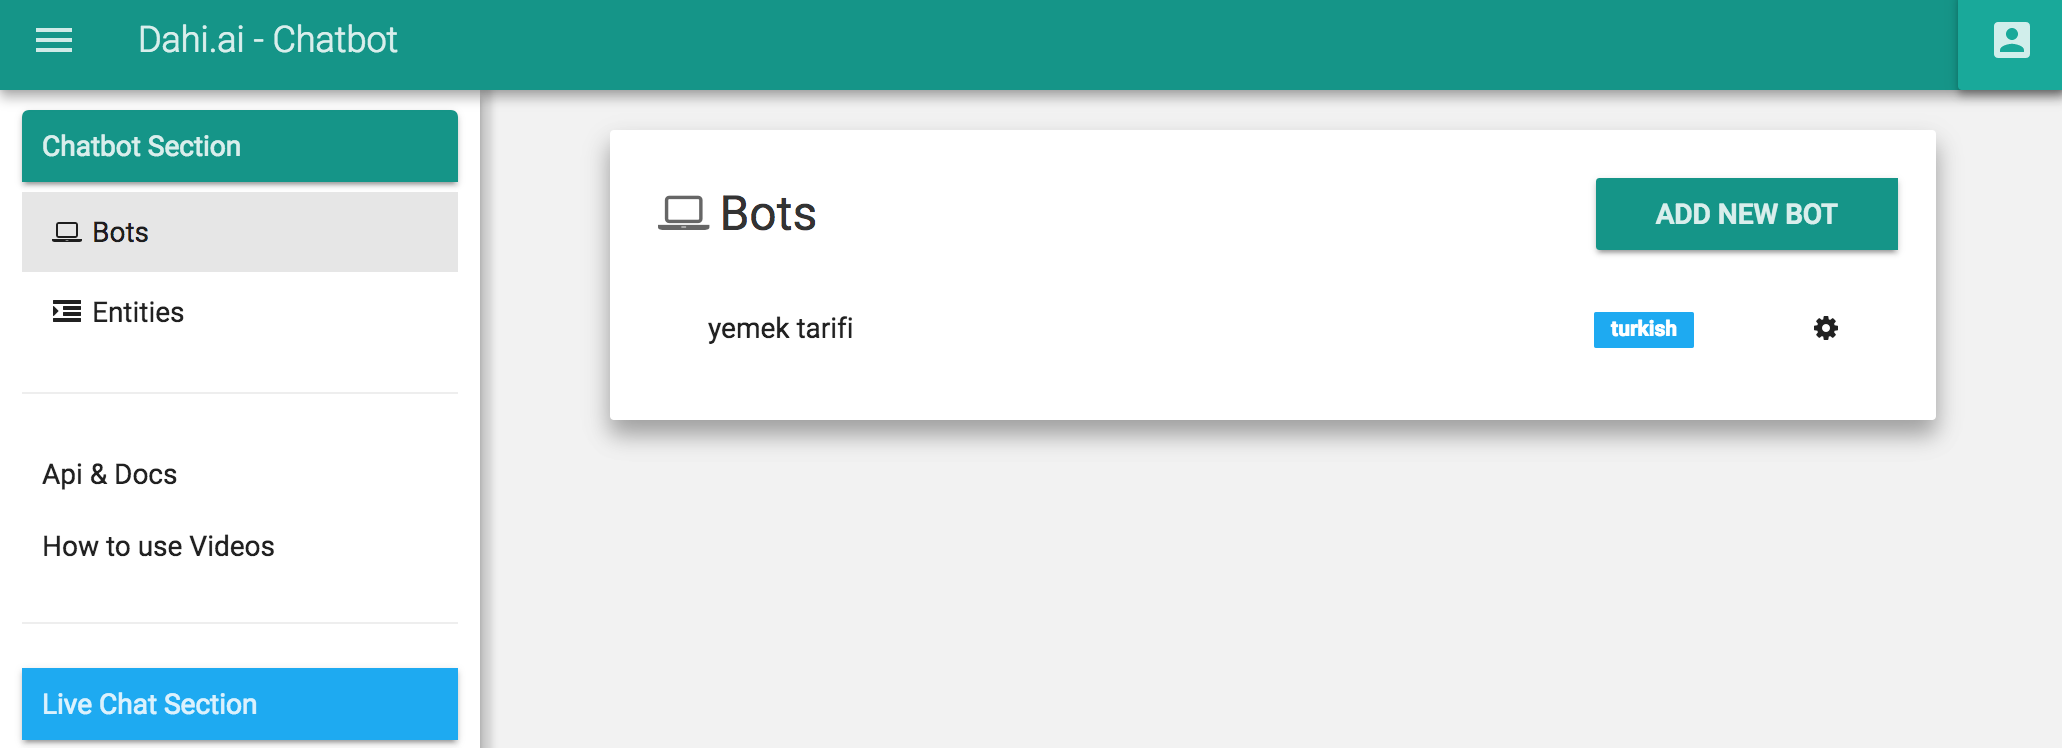 Dahi.ai - Chatbot
Chatbot Section
Bots
Entities
Api & Docs
How to use Videos
Live Chat Section
Bots
ADD NEW BOT
yemek tarifi
turkish